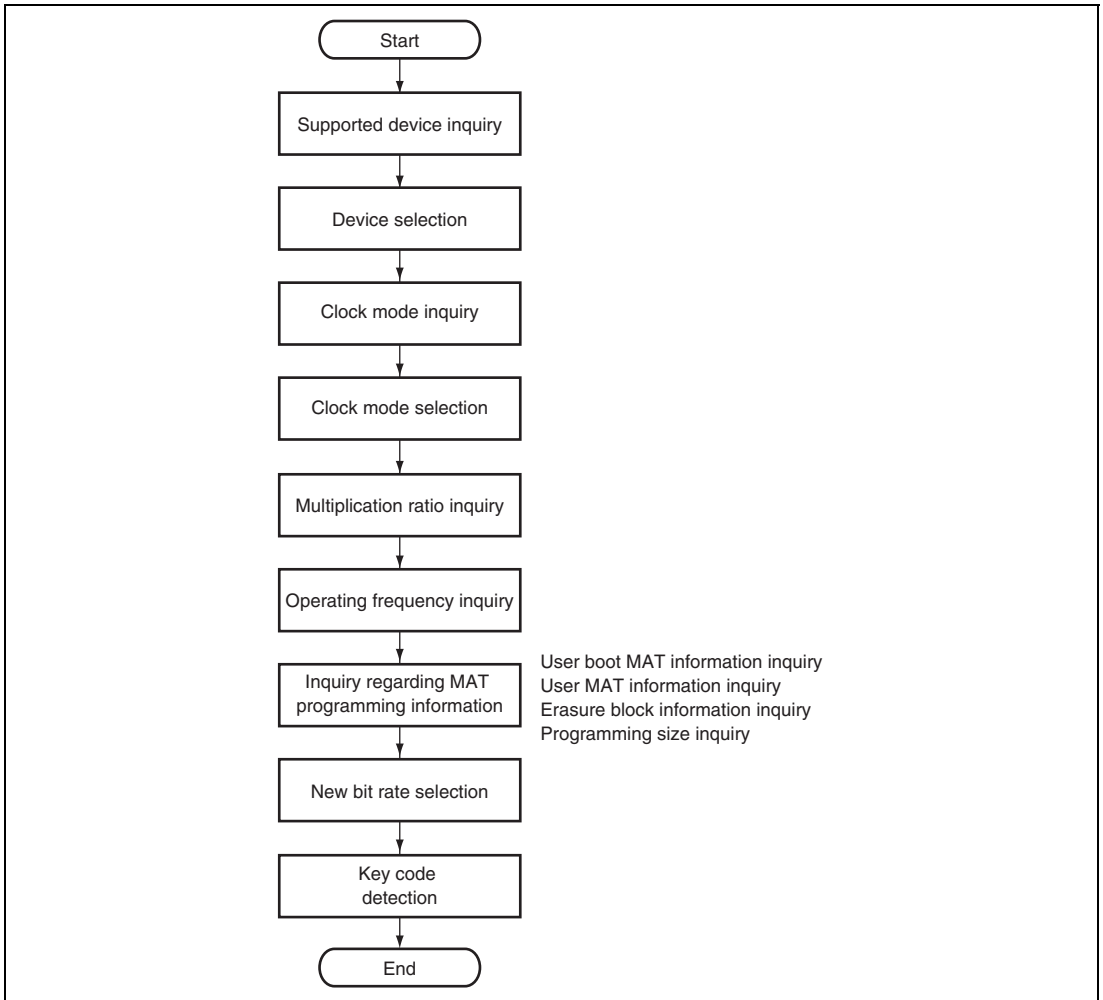 Start
Supported device inquiry
Device selection
Clock mode inquiry
Clock mode selection
Multiplication ratio inquiry
Operating frequency inquiry
Inquiry regarding MAT
programming information
User boot MAT information inquiry
User MAT information inquiry
Erasure block information inquiry
Programming size inquiry
New bit rate selection
Key code
detection
End